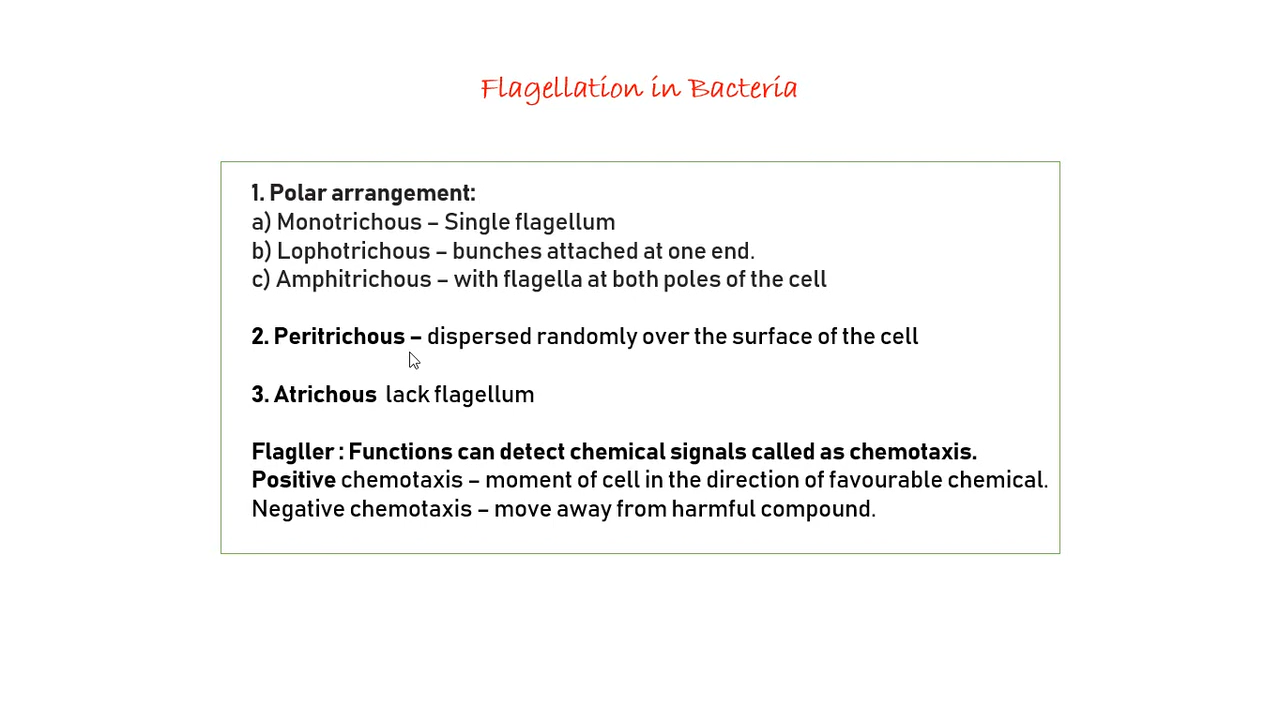 Flagellation in Bacteria
1. Polar arrangement:
a) Monotrichous – Single flagellum
b) Lophotrichous – bunches attached at one end.
c) Amphitrichous – with flagella at both poles of the cell
2. Peritrichous – dispersed randomly over the surface of the cell
3. Atrichous lack flagellum
Flagller : Functions can detect chemical signals called as chemotaxis.
Positive chemotaxis – moment of cell in the direction of favourable chemical.
Negative chemotaxis – move away from harmful compound.